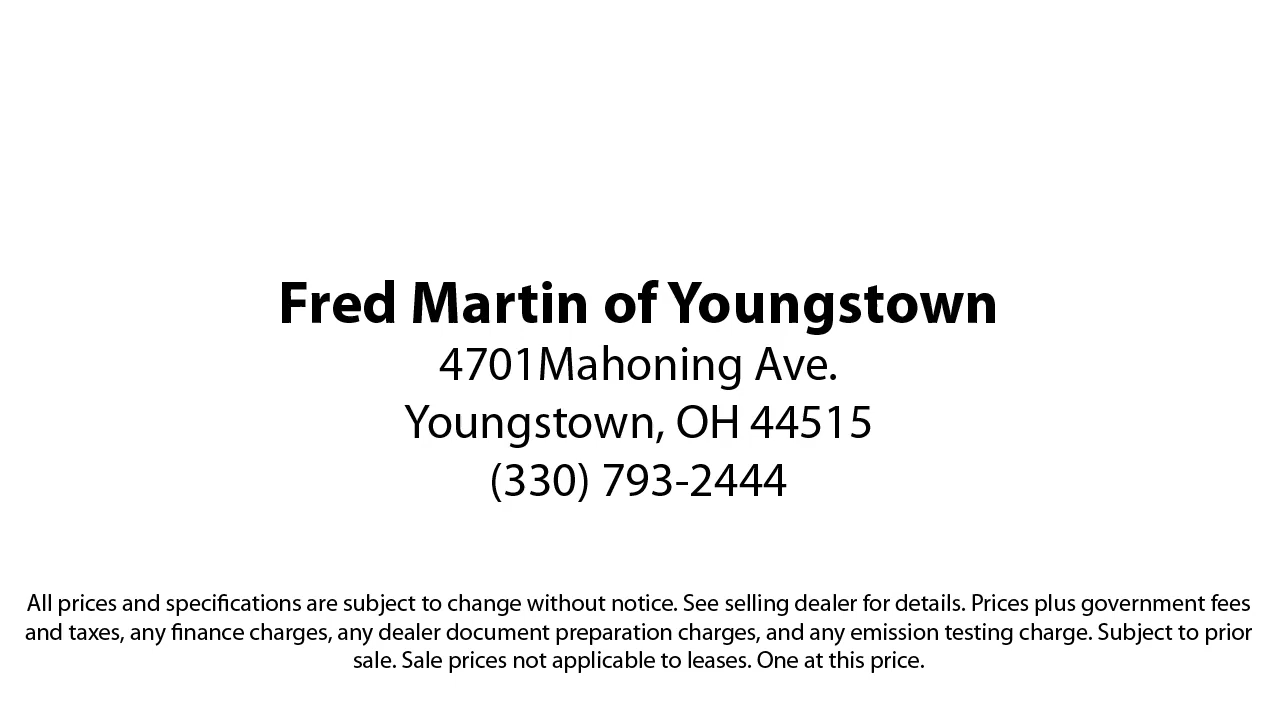 Fred Martin of Youngstown
4701Mahoning Ave.
Youngstown, OH 44515
(330) 793-2444
All prices and specifications are subject to change without notice. See selling dealer for details. Prices plus government fees
and taxes, any finance charges, any dealer document preparation charges, and any emission testing charge. Subject to prior
sale. Sale prices not applicable to leases. One at this price.